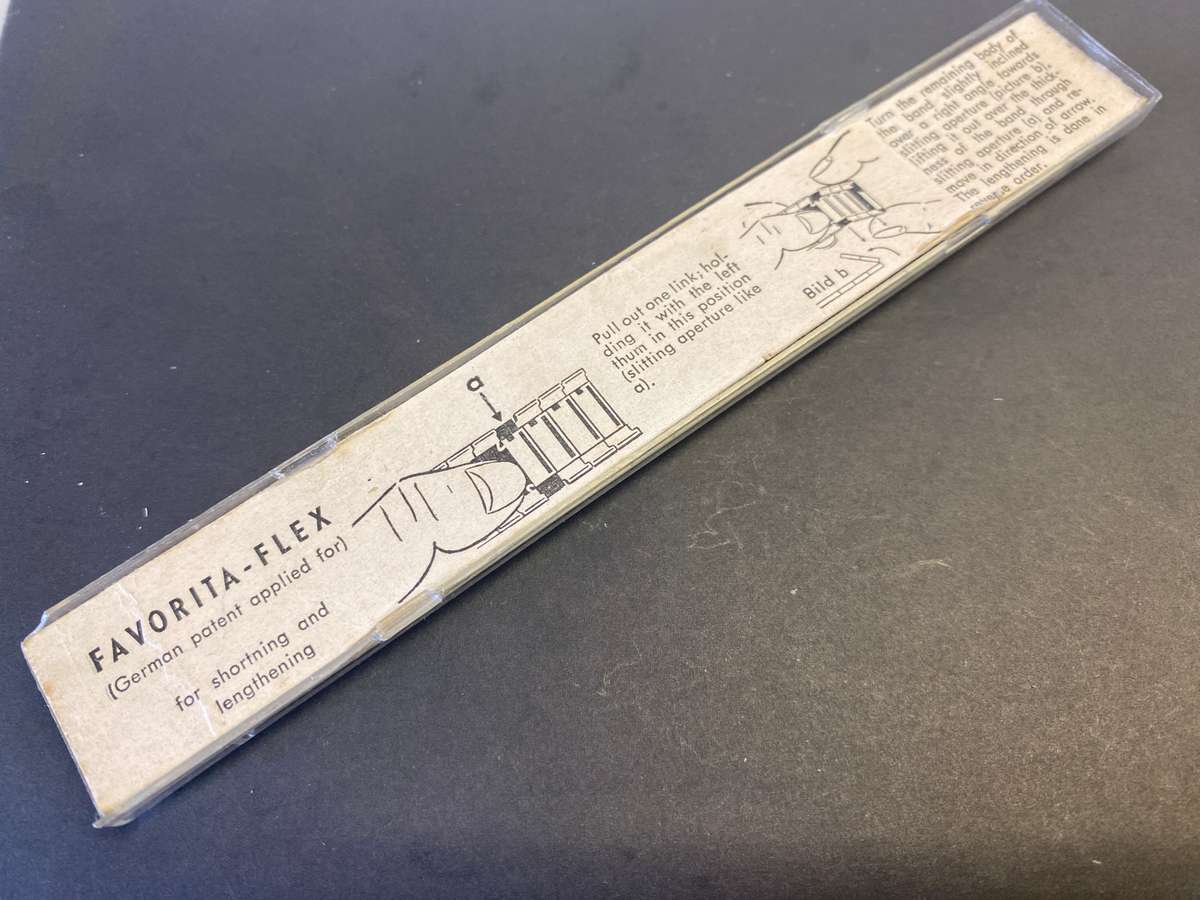 FAVORITA-FLEX
(German patent applied for)
for shortning and
lengthening
a
Pull out one link; hol-
ding it with the left
thum in this position
(slitting aperture like
a).
Bild b
Turn the remaining body of
the band slightly inclined
over a right angle towards
slitting aperture (picture b),
lifting it out over the thick-
ness of the band through
slitting aperture (a) and re-
move in direction of arrow.
The lengthening is done in
order.